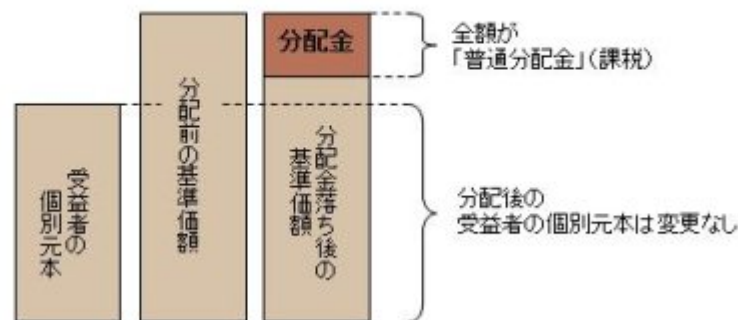 分配金
全額が
「普通分配金」(課税)
受益者の
個別元本
分配前の基準価額
分配金落ち後の
基準価額
分配後の
受益者の個別元本は変更なし